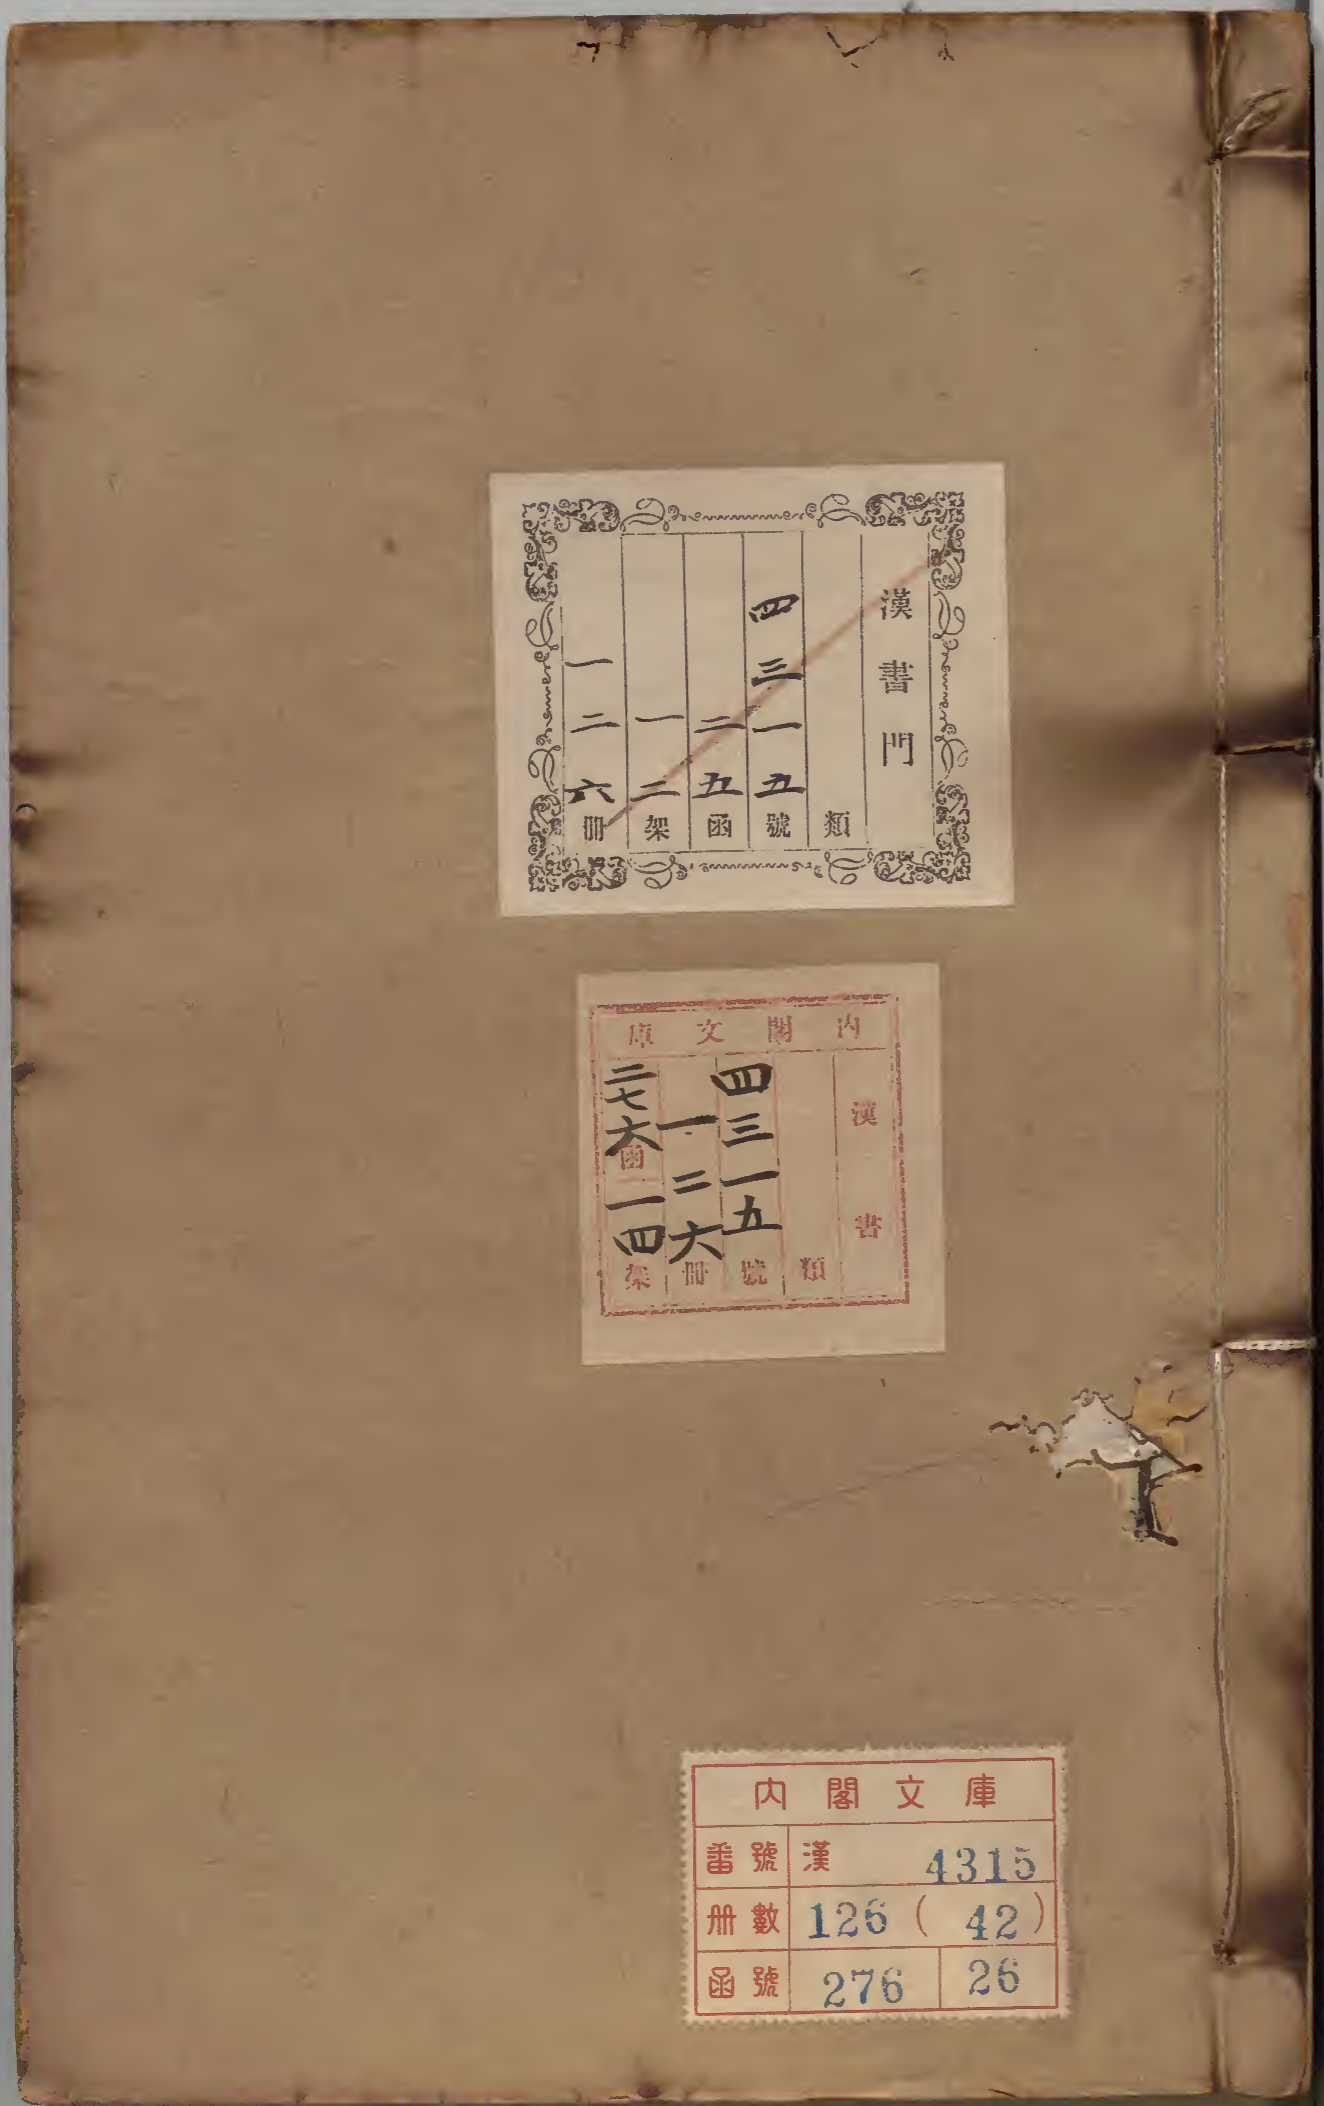 漢書門
類
四三一五號
二五函
一二架
一二六冊
内閣文庫
漢書
類
四三一五號
一二六冊
二七六函一四架
内閣文庫
番號 漢 4315
冊數 126 ( 42 )
函號 276 26